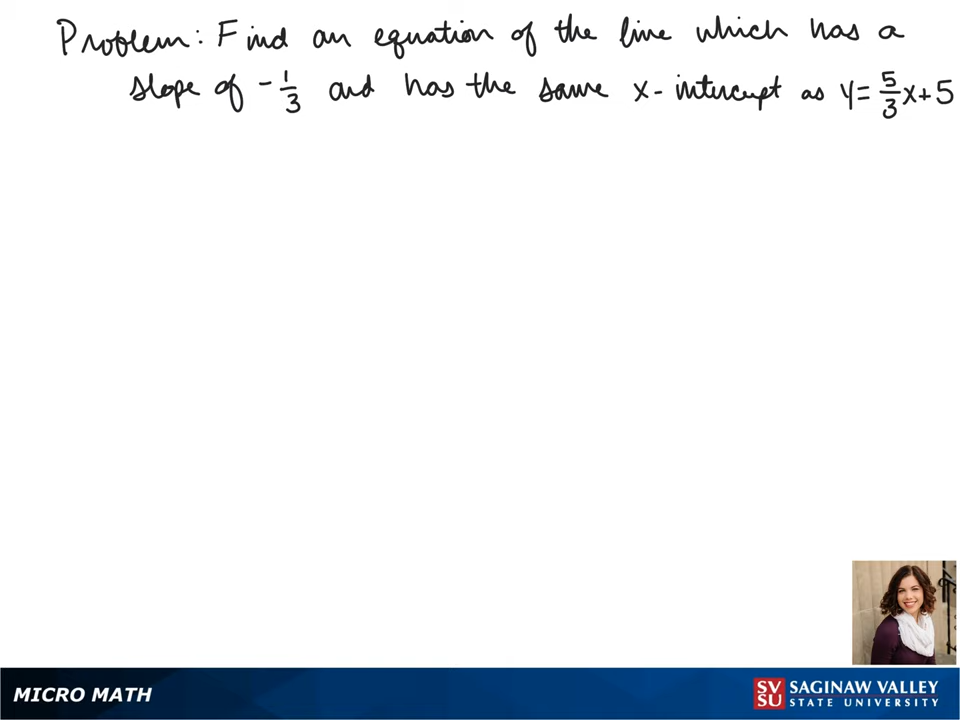 Problem: Find an equation of the line which has a
slope of -1/3 and has the same x-intercept as y=5/3x+5
MICRO MATH
SV
SU
SAGINAW VALLEY
STATE UNIVERSITY